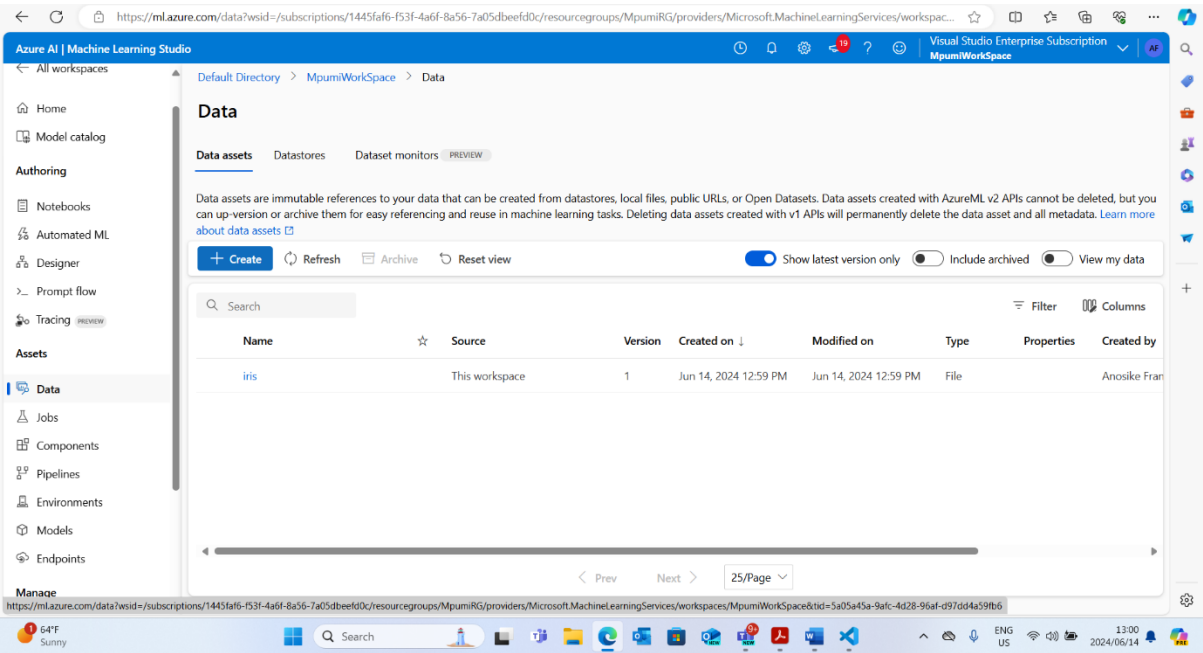 https://ml.azure.com/data?wsid=/subscriptions/1445faf6-f53f-4a6f-8a56-7a05dbeefd0c/resourcegroups/MpumiRG/providers/Microsoft.MachineLearningServices/workspac...
Azure AI | Machine Learning Studio
19
Visual Studio Enterprise Subscription
MpumiWorkSpace
AF
All workspaces
Home
Model catalog
Authoring
Notebooks
Automated ML
Designer
Prompt flow
Tracing PREVIEW
Assets
Data
Jobs
Components
Pipelines
Environments
Models
Endpoints
Manage
Default Directory > MpumiWorkSpace > Data
Data
Data assets Datastores Dataset monitors PREVIEW
Data assets are immutable references to your data that can be created from datastores, local files, public URLs, or Open Datasets. Data assets created with AzureML v2 APIs cannot be deleted, but you
can up-version or archive them for easy referencing and reuse in machine learning tasks. Deleting data assets created with v1 APIs will permanently delete the data asset and all metadata. Learn more
about data assets
+ Create Refresh Archive Reset view Show latest version only Include archived View my data
Search Filter Columns
Name Source Version Created on ↓ Modified on Type Properties Created by
iris This workspace 1 Jun 14, 2024 12:59 PM Jun 14, 2024 12:59 PM File Anosike Fran
< Prev Next > 25/Page
https://ml.azure.com/data?wsid=/subscriptions/1445faf6-f53f-4a6f-8a56-7a05dbeefd0c/resourcegroups/MpumiRG/providers/Microsoft.MachineLearningServices/workspaces/MpumiWorkSpace&tid=5a05a45a-9afc-4d28-96af-d97dd4a59fb6
1
64°F
Sunny
Search
NEW
9+
NEW
ENG
US
13:00
2024/06/14
PRE